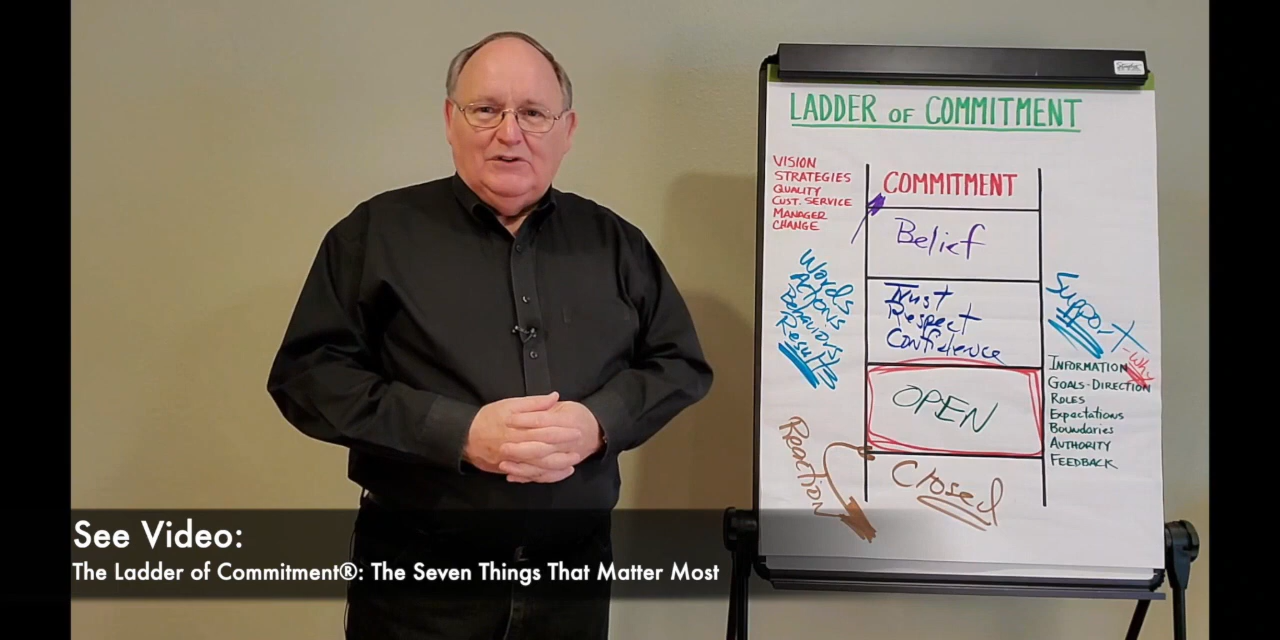 LADDER OF COMMITMENT
VISION
STRATEGIES
QUALITY
CUST. SERVICE
MANAGER
CHANGE
COMMITMENT
Belief
Words
Actions
Behaviors
Results
Trust
Respect
Confidence
Support
-Why
INFORMATION
GOALS-DIRECTION
ROLES
Expectations
Boundaries
AUTHORITY
FEEDBACK
OPEN
Reaction
Closed
See Video:
The Ladder of Commitment®: The Seven Things That Matter Most